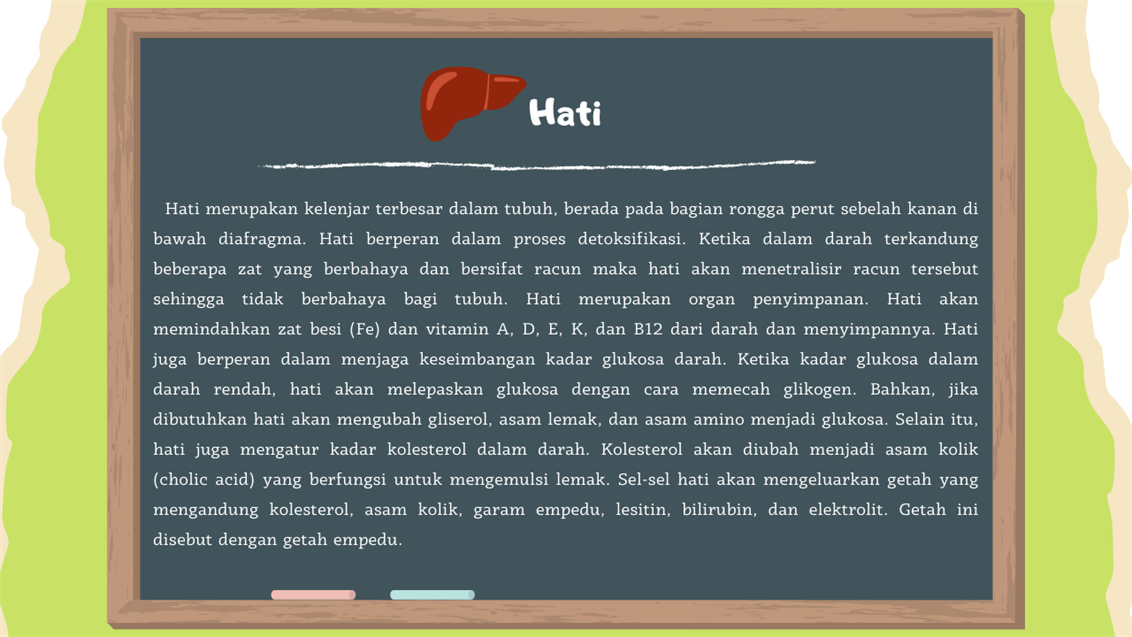 Hati
Hati merupakan kelenjar terbesar dalam tubuh, berada pada bagian rongga perut sebelah kanan di
bawah diafragma. Hati berperan dalam proses detoksifikasi. Ketika dalam darah terkandung
beberapa zat yang berbahaya dan bersifat racun maka hati akan menetralisir racun tersebut
sehingga tidak berbahaya bagi tubuh. Hati merupakan organ penyimpanan. Hati akan
memindahkan zat besi (Fe) dan vitamin A, D, E, K, dan B12 dari darah dan menyimpannya. Hati
juga berperan dalam menjaga keseimbangan kadar glukosa darah. Ketika kadar glukosa dalam
darah rendah, hati akan melepaskan glukosa dengan cara memecah glikogen. Bahkan, jika
dibutuhkan hati akan mengubah gliserol, asam lemak, dan asam amino menjadi glukosa. Selain itu,
hati juga mengatur kadar kolesterol dalam darah. Kolesterol akan diubah menjadi asam kolik
(cholic acid) yang berfungsi untuk mengemulsi lemak. Sel-sel hati akan mengeluarkan getah yang
mengandung kolesterol, asam kolik, garam empedu, lesitin, bilirubin, dan elektrolit. Getah ini
disebut dengan getah empedu.